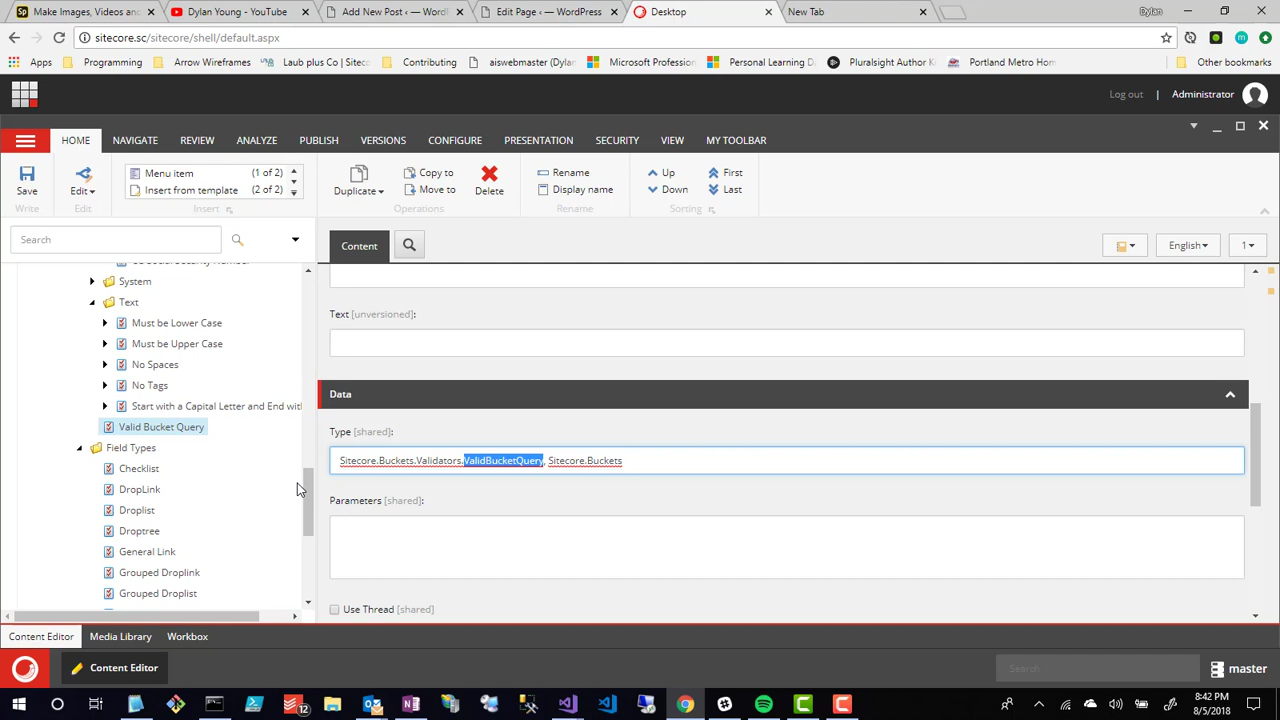 Make Images, Videos and
Dylan Young - YouTube
Add New Post ‹ — WordP
Edit Page ‹ — WordPress
Desktop
New Tab
Dylan
sitecore.sc/sitecore/shell/default.aspx
Apps
Programming
Arrow Wireframes
Laub plus Co | Sitec
Contributing
aiswebmaster (Dylan
Microsoft Profession
Personal Learning Da
Pluralsight Author K
Portland Metro Hom
Other bookmarks
Log out | Administrator
HOME NAVIGATE REVIEW ANALYZE PUBLISH VERSIONS CONFIGURE PRESENTATION SECURITY VIEW MY TOOLBAR
Save
Write
Edit
Edit
Menu item (1 of 2)
Insert from template (2 of 2)
Insert
Duplicate
Copy to
Move to
Delete
Operations
Rename
Display name
Rename
Up
Down
First
Last
Sorting
Search
Content
English
1
System
Text
Must be Lower Case
Must be Upper Case
No Spaces
No Tags
Start with a Capital Letter and End wit
Valid Bucket Query
Field Types
Checklist
DropLink
Droplist
Droptree
General Link
Grouped Droplink
Grouped Droplist
Text [unversioned]:
Data
Type [shared]:
Sitecore.Buckets.Validators.ValidBucketQuery, Sitecore.Buckets
Parameters [shared]:
Use Thread [shared]
Content Editor
Media Library
Workbox
Content Editor
Search
master
12
8:42 PM
8/5/2018